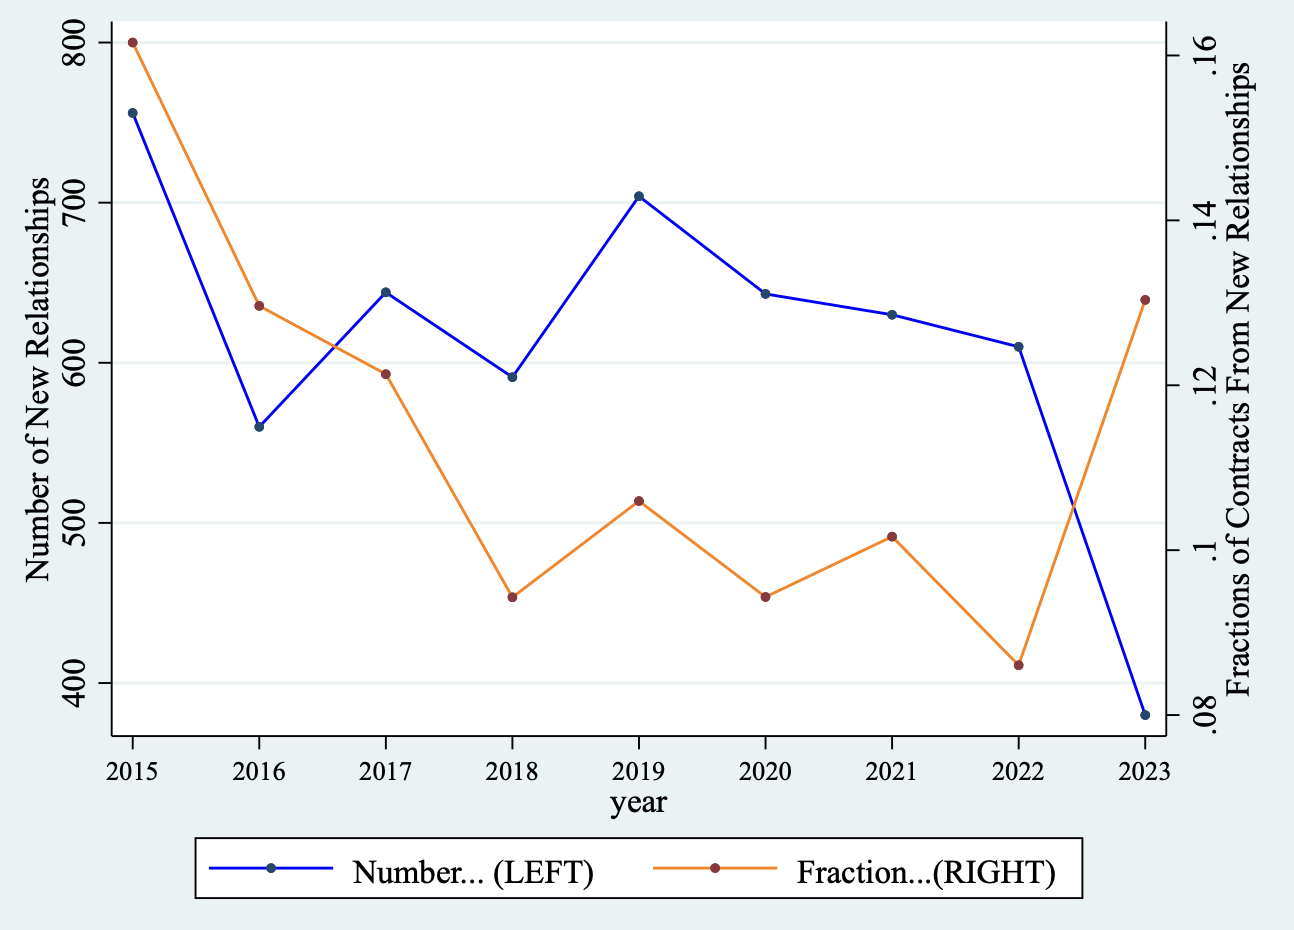 Number of New Relationships
800
700
600
500
400
.16
.14
.12
.1
.08
Fractions of Contracts From New Relationships
2015 2016 2017 2018 2019 2020 2021 2022 2023
year
Number... (LEFT) Fraction...(RIGHT)